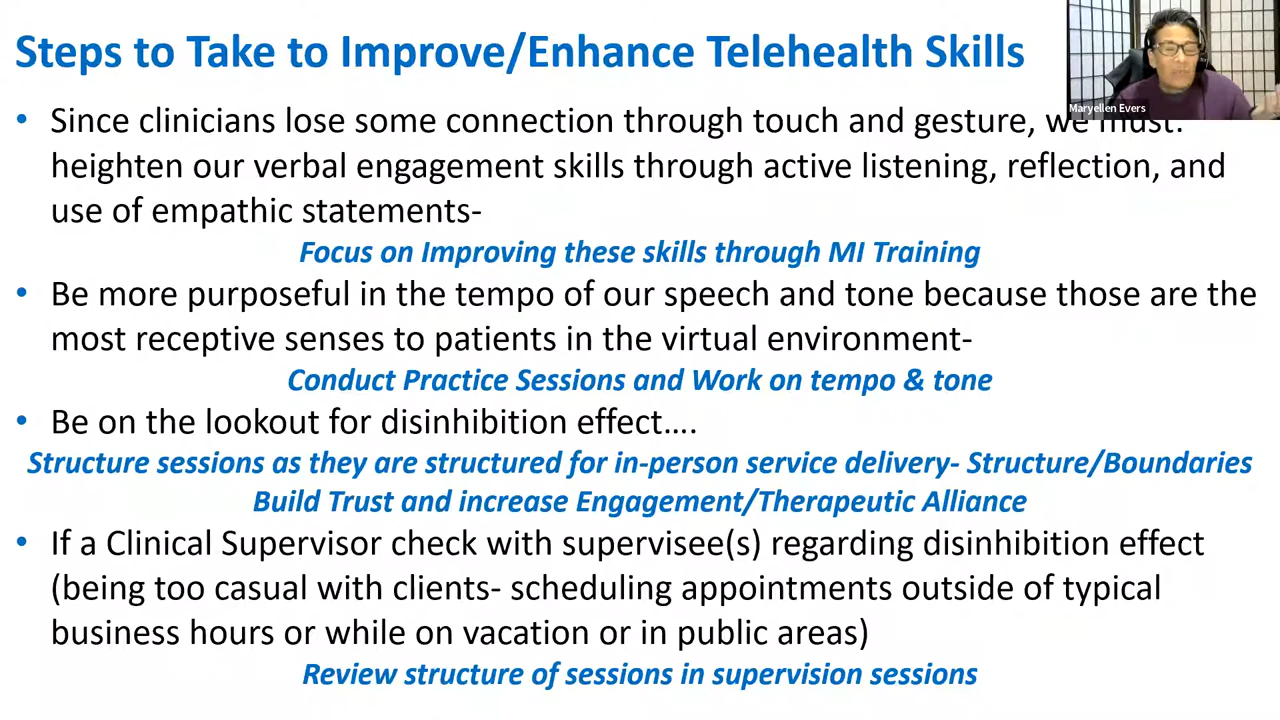 Steps to Take to Improve/Enhance Telehealth Skills
Maryellen Evers
• Since clinicians lose some connection through touch and gesture, we must:
heighten our verbal engagement skills through active listening, reflection, and
use of empathic statements-
Focus on Improving these skills through MI Training
• Be more purposeful in the tempo of our speech and tone because those are the
most receptive senses to patients in the virtual environment-
Conduct Practice Sessions and Work on tempo & tone
• Be on the lookout for disinhibition effect….
Structure sessions as they are structured for in-person service delivery- Structure/Boundaries
Build Trust and increase Engagement/Therapeutic Alliance
• If a Clinical Supervisor check with supervisee(s) regarding disinhibition effect
(being too casual with clients- scheduling appointments outside of typical
business hours or while on vacation or in public areas)
Review structure of sessions in supervision sessions